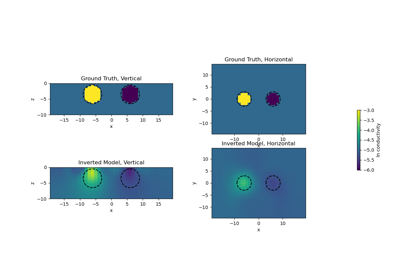 Ground Truth, Vertical
0
−5
−10
z
−15 −10 −5 0 5 10 15
x
Ground Truth, Horizontal
10
5
0
−5
−10
y
−10 0 10
Inverted Model, Vertical
0
−5
−10
z
−15 −10 −5 0 5 10 15
x
Inverted Model, Horizontal
10
5
0
−5
−10
y
−10 0 10
x
−3.0
−3.5
−4.0
−4.5
−5.0
−5.5
−6.0
ln conductivity